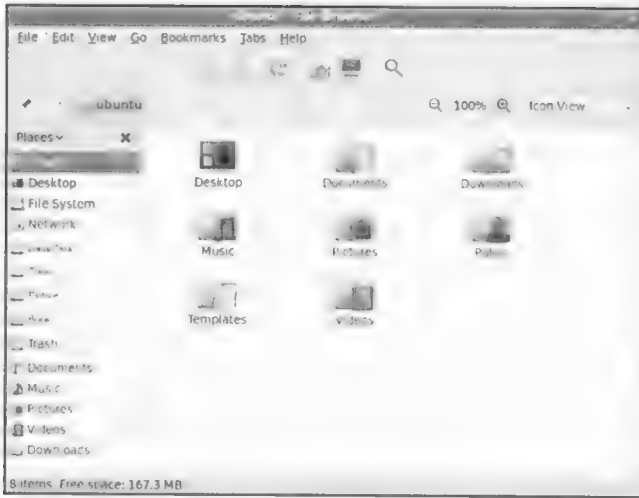 File Edit View Go Bookmarks Tabs Help
ubuntu
100%
Icon View
Places
Desktop
File System
Network
Trash
Documents
Music
Pictures
Videos
Downloads
Desktop
Documents
Downloads
Music
Pictures
Public
Templates
Videos
8 items, Free space: 167.3 MB